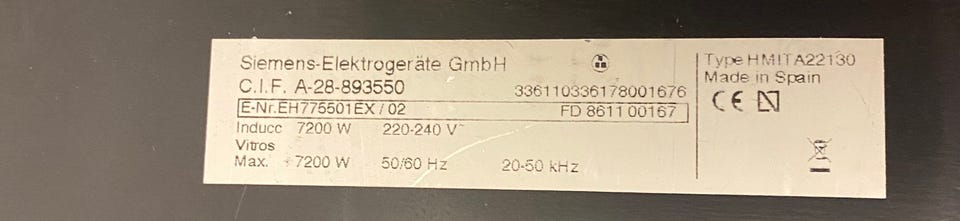 Siemens-Elektrogeräte GmbH
C.I.F. A-28-893550
336110336178001676
E-Nr.EH775501EX / 02 FD 8611 00167
Inducc 7200 W 220-240 V~
Vitros
Max. 7200 W 50/60 Hz 20-50 kHz
Type HMITA22130
Made in Spain
CE N